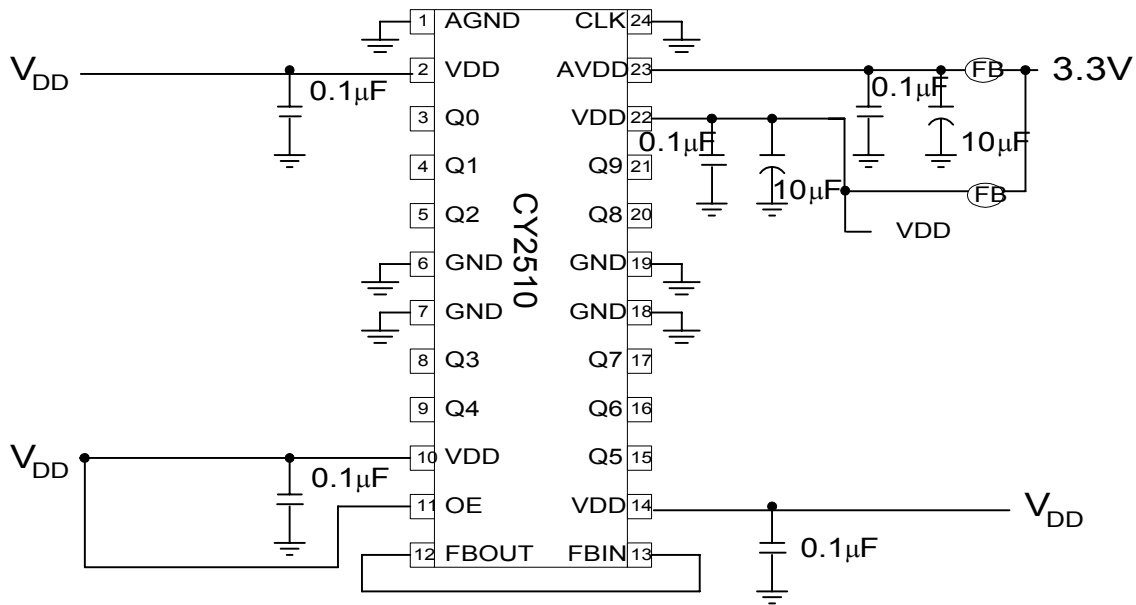 1 AGND CLK 24
V_DD 2 VDD AVDD 23 FB 3.3V
0.1μF 0.1μF
3 Q0 VDD 22
0.1μF 10μF
4 Q1 Q9 21
10μF FB
5 Q2 Q8 20
VDD
CY2510
6 GND GND 19
7 GND GND 18
8 Q3 Q7 17
9 Q4 Q6 16
V_DD 10 VDD Q5 15
0.1μF
11 OE VDD 14 V_DD
12 FBOUT FBIN 13 0.1μF